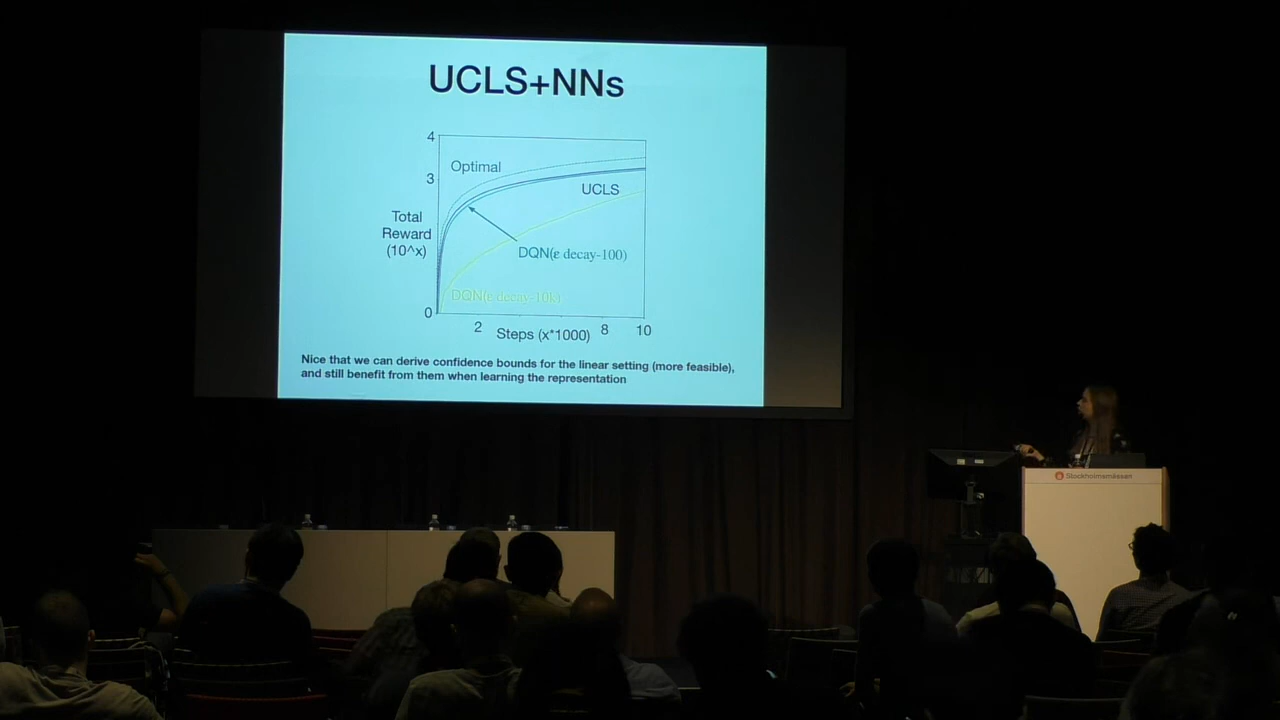 UCLS+NNs
4
Optimal
3
UCLS
Total
Reward
(10^x)
DQN(ε decay-100)
DQN(ε decay-10k)
0
2
Steps (x*1000)
8
10
Nice that we can derive confidence bounds for the linear setting (more feasible),
and still benefit from them when learning the representation
Stockholmsmässan